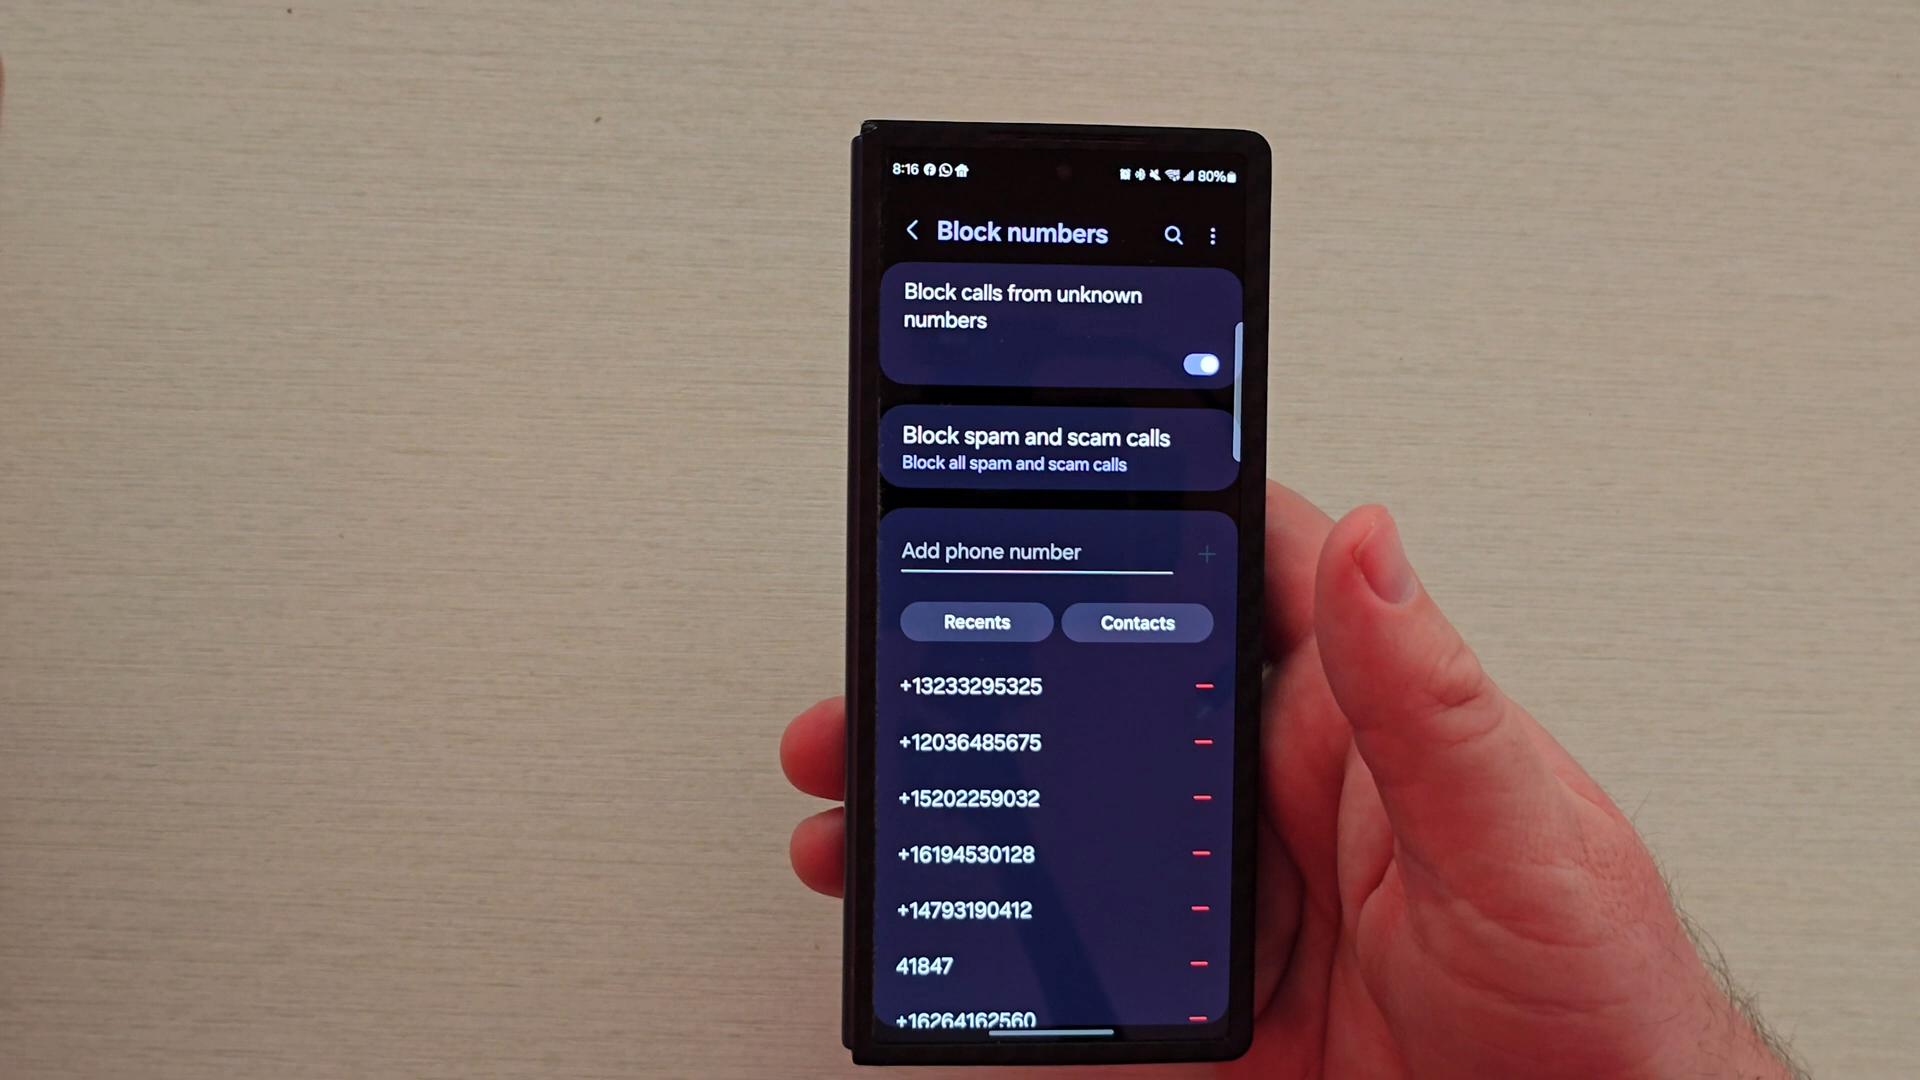 8:16 80%
Block numbers
Block calls from unknown
numbers
Block spam and scam calls
Block all spam and scam calls
Add phone number
Recents Contacts
+13233295325
+12036485675
+15202259032
+16194530128
+14793190412
41847
+16264162560